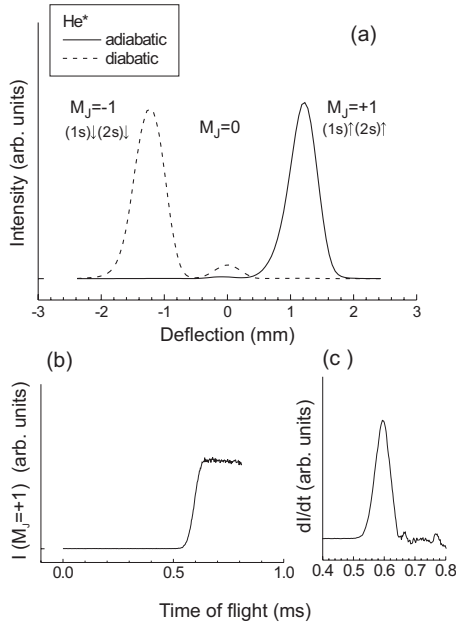 He*
adiabatic
diabatic
(a)
M_J=-1
(1s)↓(2s)↓
M_J=0
M_J=+1
(1s)↑(2s)↑
Intensity (arb. units)
-3 -2 -1 0 1 2 3
Deflection (mm)
(b)
I (M_J=+1) (arb. units)
0.0 0.5 1.0
(c )
dI/dt (arb. units)
0.4 0.5 0.6 0.7 0.8
Time of flight (ms)